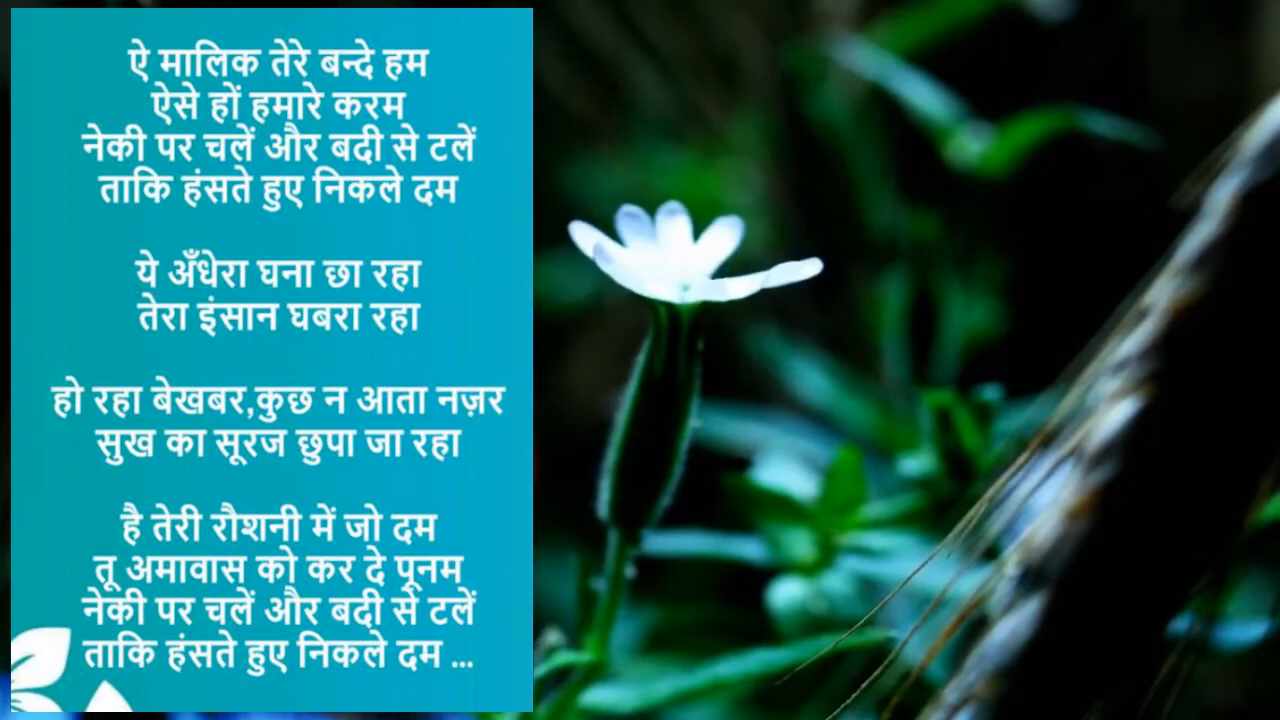 ऐ मालिक तेरे बन्दे हम
ऐसे हों हमारे करम
नेकी पर चलें और बदी से टलें
ताकि हंसते हुए निकले दम
ये अँधेरा घना छा रहा
तेरा इंसान घबरा रहा
हो रहा बेखबर,कुछ न आता नज़र
सुख का सूरज छुपा जा रहा
है तेरी रौशनी में जो दम
तू अमावास को कर दे पूनम
नेकी पर चलें और बदी से टलें
ताकि हंसते हुए निकले दम ...